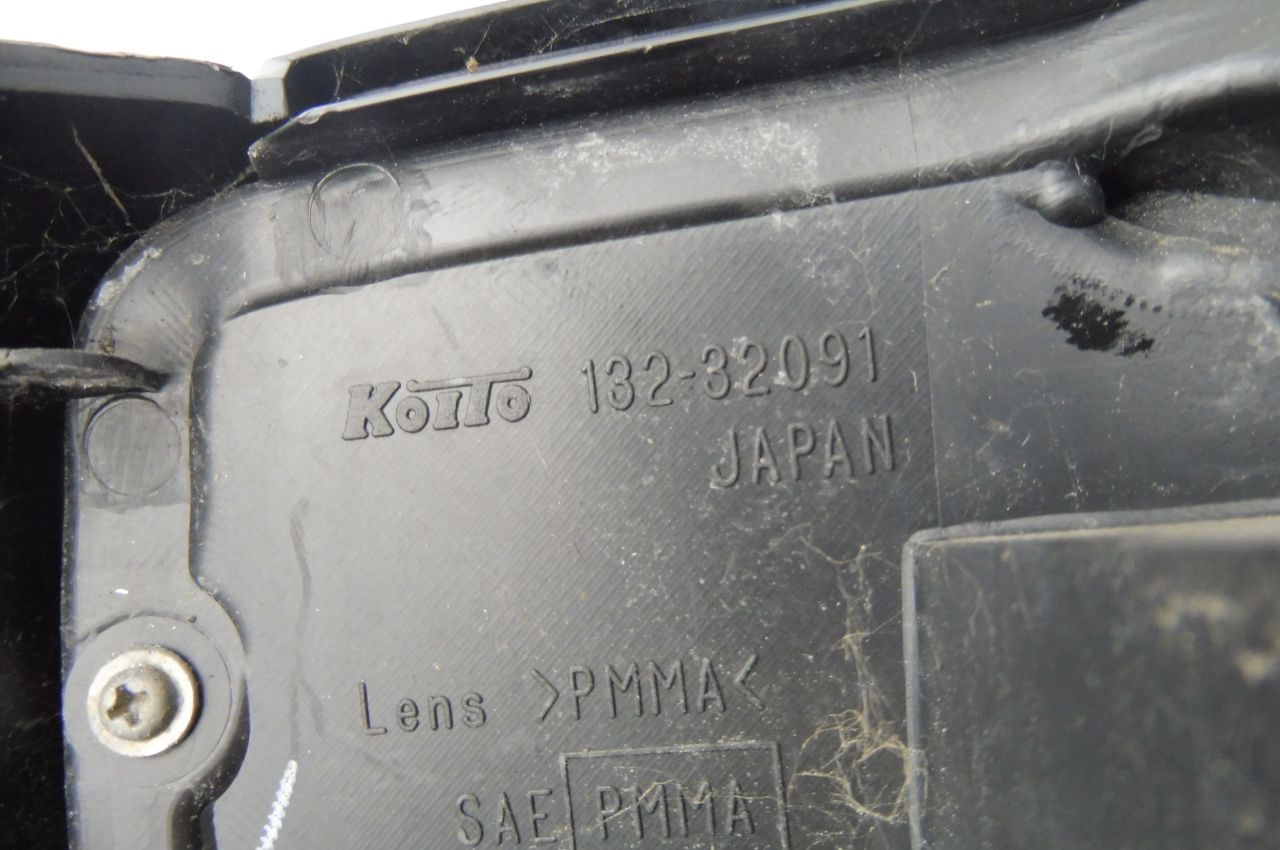 KOITO 132-32091
JAPAN
Lens >PMMA<
SAE PMMA